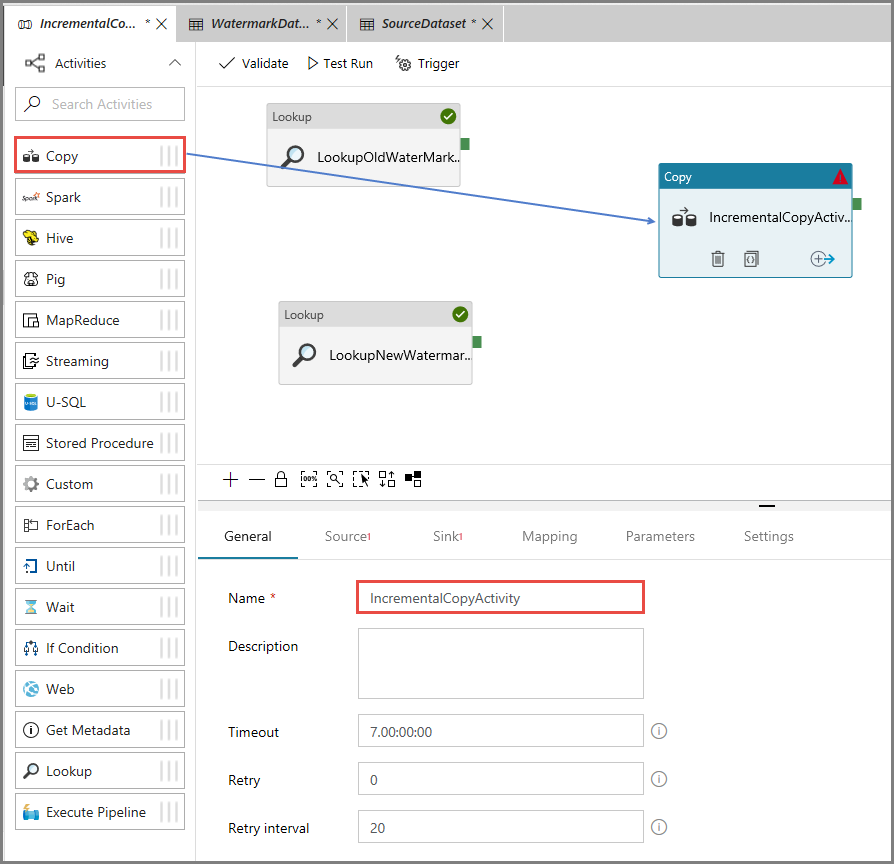 IncrementalCo... *
WatermarkDat... *
SourceDataset *
Activities
Search Activities
Copy
Spark
Hive
Pig
MapReduce
Streaming
U-SQL
Stored Procedure
Custom
ForEach
Until
Wait
If Condition
Web
Get Metadata
Lookup
Execute Pipeline
Validate
Test Run
Trigger
Lookup
LookupOldWaterMark...
Copy
IncrementalCopyActiv...
Lookup
LookupNewWatermar...
100%
General
Source1
Sink1
Mapping
Parameters
Settings
Name *
IncrementalCopyActivity
Description
Timeout
7.00:00:00
Retry
0
Retry interval
20